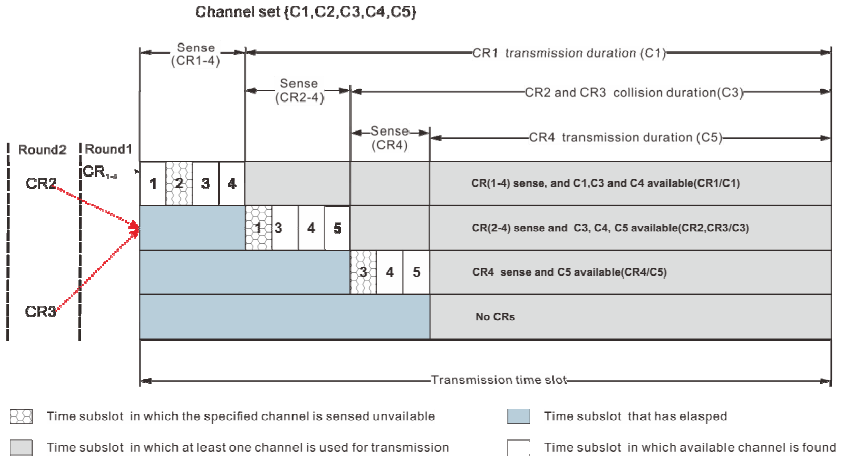 Channel set {C1,C2,C3,C4,C5}
Sense
(CR1-4)
CR1 transmission duration (C1)
Sense
(CR2-4)
CR2 and CR3 collision duration(C3)
Sense
(CR4)
CR4 transmission duration (C5)
Round2 Round1
CR2
1 2 3 4
CR(1-4) sense, and C1,C3 and C4 available(CR1/C1)
1 3 4 5
CR(2-4) sense and C3, C4, C5 available(CR2,CR3/C3)
3 4 5
CR4 sense and C5 available(CR4/C5)
CR3
No CRs
Transmission time slot
Time subslot in which the specified channel is sensed unvailable
Time subslot that has elasped
Time subslot in which at least one channel is used for transmission
Time subslot in which available channel is found